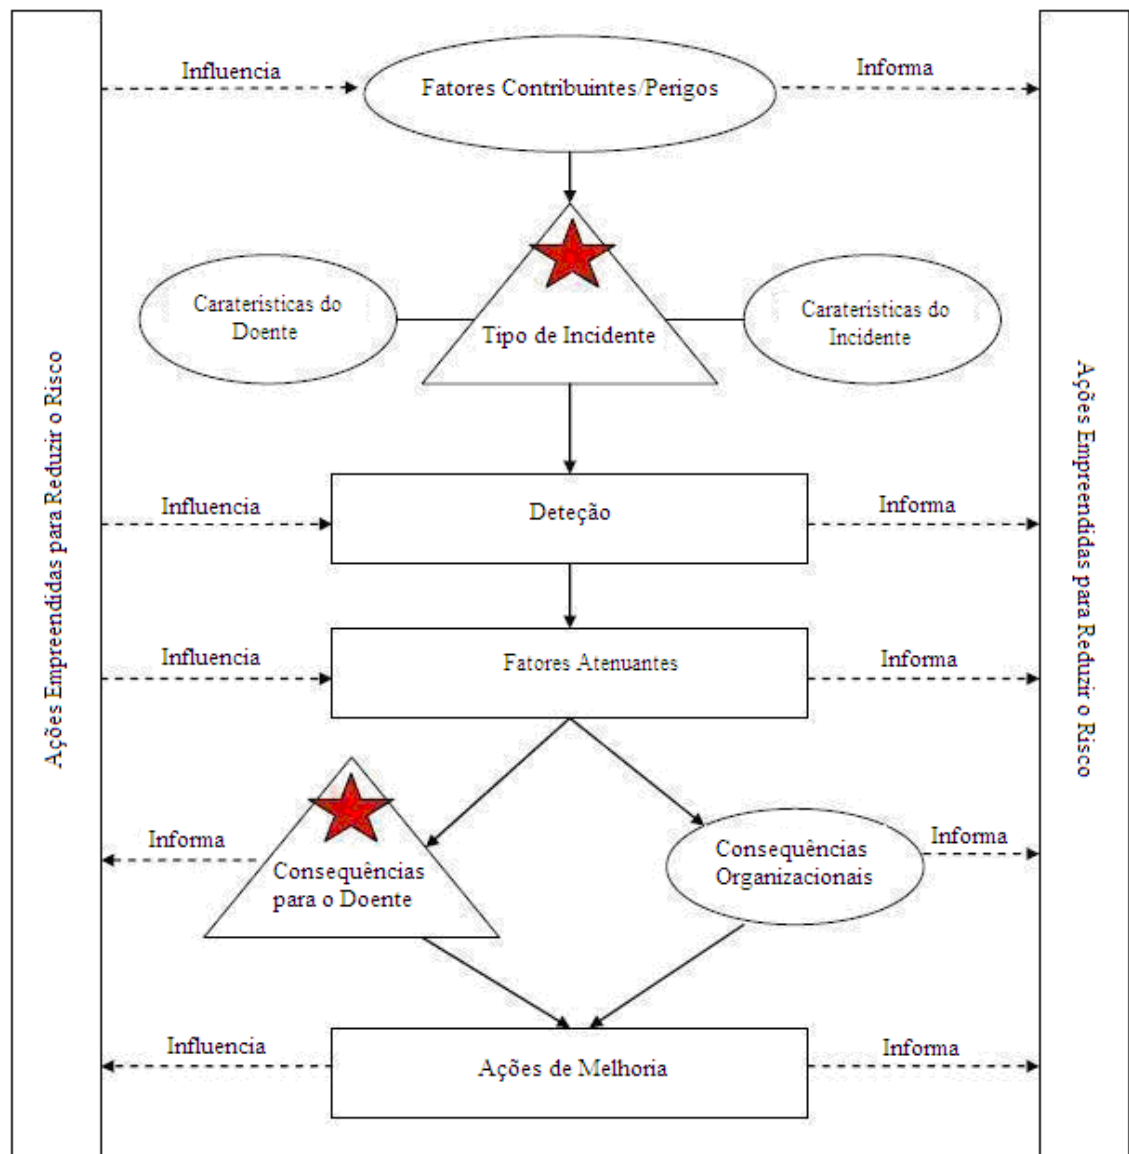 Influencia
Fatores Contribuintes/Perigos
Informa
Carateristicas do
Doente
Tipo de Incidente
Carateristicas do
Incidente
Ações Empreendidas para Reduzir o Risco
Ações Empreendidas para Reduzir o Risco
Influencia
Deteção
Informa
Influencia
Fatores Atenuantes
Informa
Informa
Consequências
para o Doente
Consequências
Organizacionais
Informa
Influencia
Ações de Melhoria
Informa